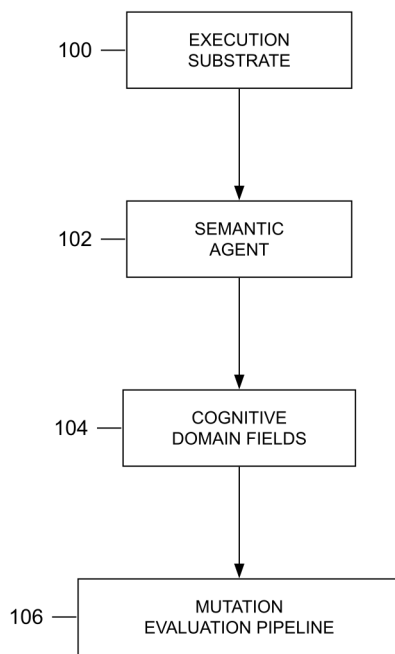 100
EXECUTION
SUBSTRATE
102
SEMANTIC
AGENT
104
COGNITIVE
DOMAIN FIELDS
106
MUTATION
EVALUATION PIPELINE